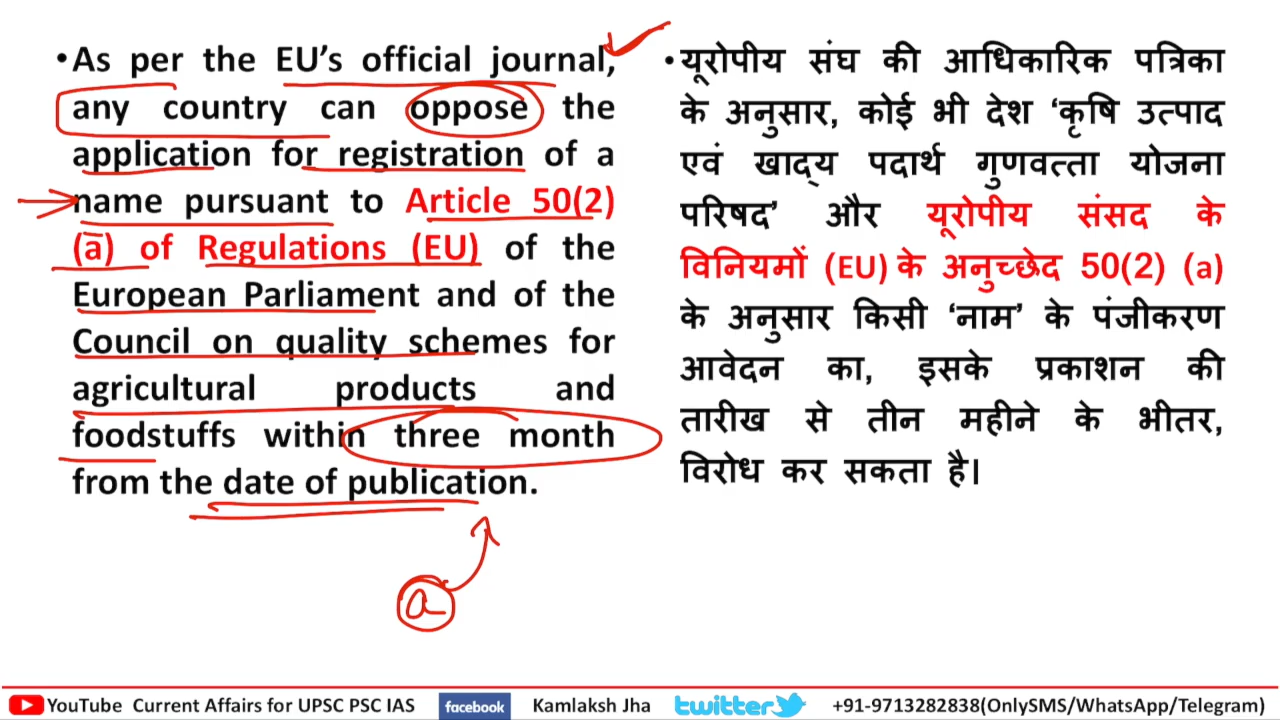 •As per the EU's official journal,
any country can oppose the
application for registration of a
name pursuant to Article 50(2)
(a) of Regulations (EU) of the
European Parliament and of the
Council on quality schemes for
agricultural products and
foodstuffs within three month
from the date of publication.
a
•यूरोपीय संघ की आधिकारिक पत्रिका
के अनुसार, कोई भी देश ‘कृषि उत्पाद
एवं खाद्य पदार्थ गुणवत्ता योजना
परिषद’ और यूरोपीय संसद के
विनियमों (EU) के अनुच्छेद 50(2) (a)
के अनुसार किसी ‘नाम’ के पंजीकरण
आवेदन का, इसके प्रकाशन की
तारीख से तीन महीने के भीतर,
विरोध कर सकता है।
YouTube Current Affairs for UPSC PSC IAS facebook Kamlaksh Jha twitter +91-9713282838(OnlySMS/WhatsApp/Telegram)